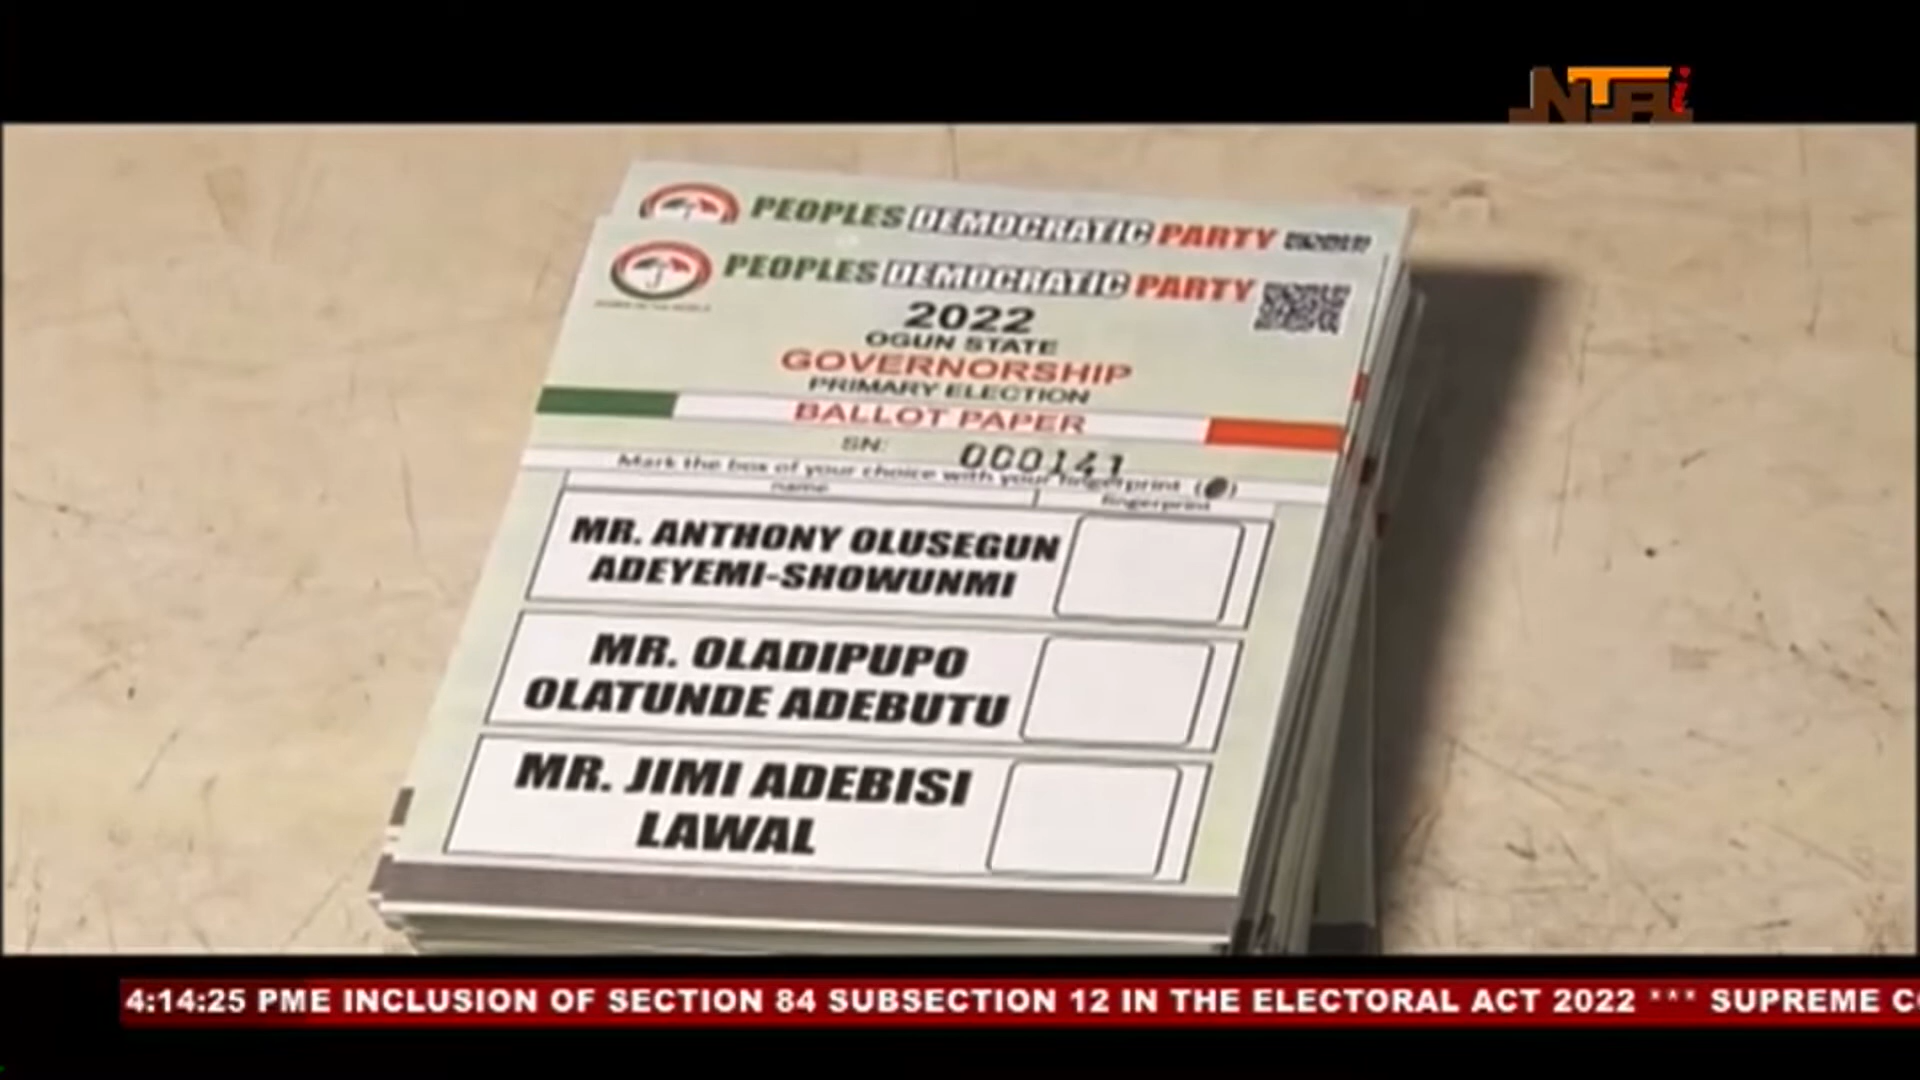 NTAi
PEOPLES DEMOCRATIC PARTY
PEOPLES DEMOCRATIC PARTY
2022
OGUN STATE
GOVERNORSHIP
PRIMARY ELECTION
BALLOT PAPER
SN: 000141
Mark the box of your choice with your fingerprint ( )
name fingerprint
MR. ANTHONY OLUSEGUN
ADEYEMI-SHOWUNMI
MR. OLADIPUPO
OLATUNDE ADEBUTU
MR. JIMI ADEBISI
LAWAL
4:14:25 PME INCLUSION OF SECTION 84 SUBSECTION 12 IN THE ELECTORAL ACT 2022 *** SUPREME C